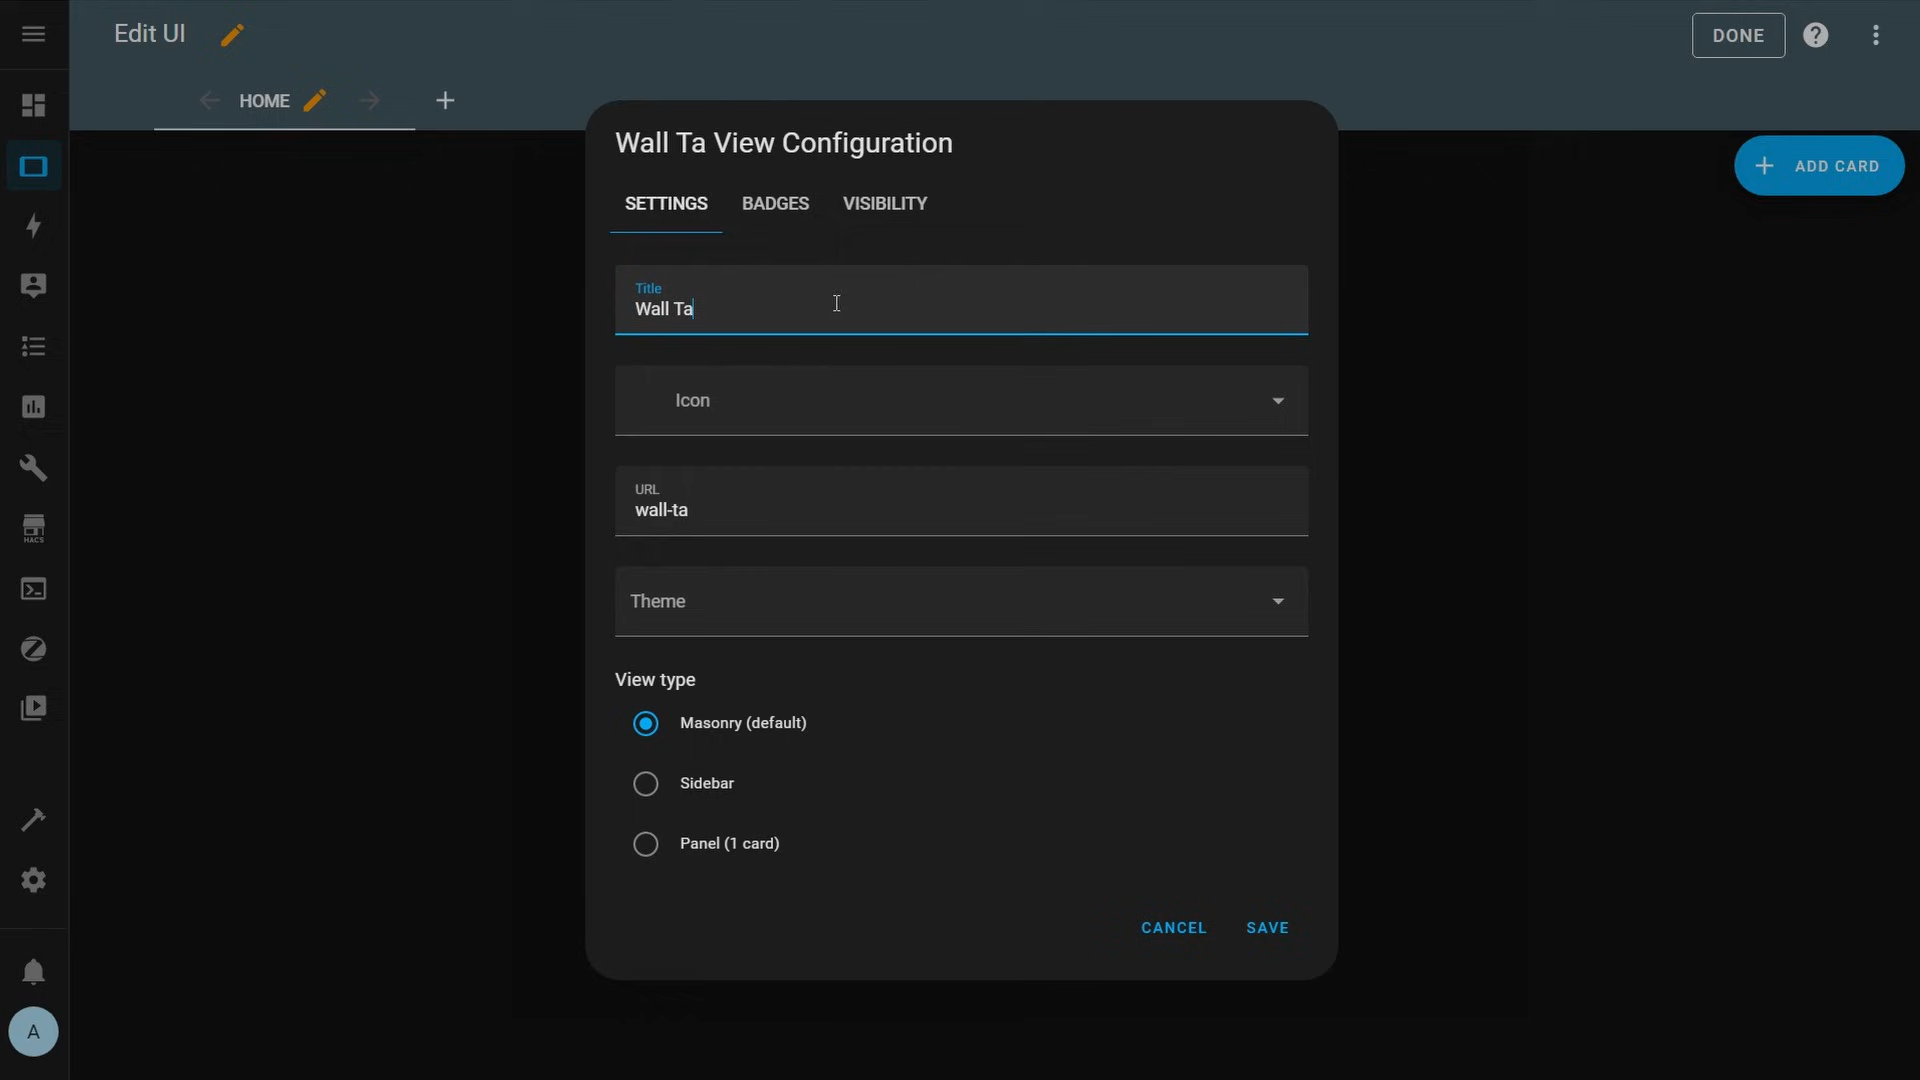 Edit UI
DONE
HOME
ADD CARD
Wall Ta View Configuration
SETTINGS BADGES VISIBILITY
Title
Wall Ta
Icon
URL
wall-ta
Theme
View type
Masonry (default)
Sidebar
Panel (1 card)
CANCEL SAVE
HACS
A